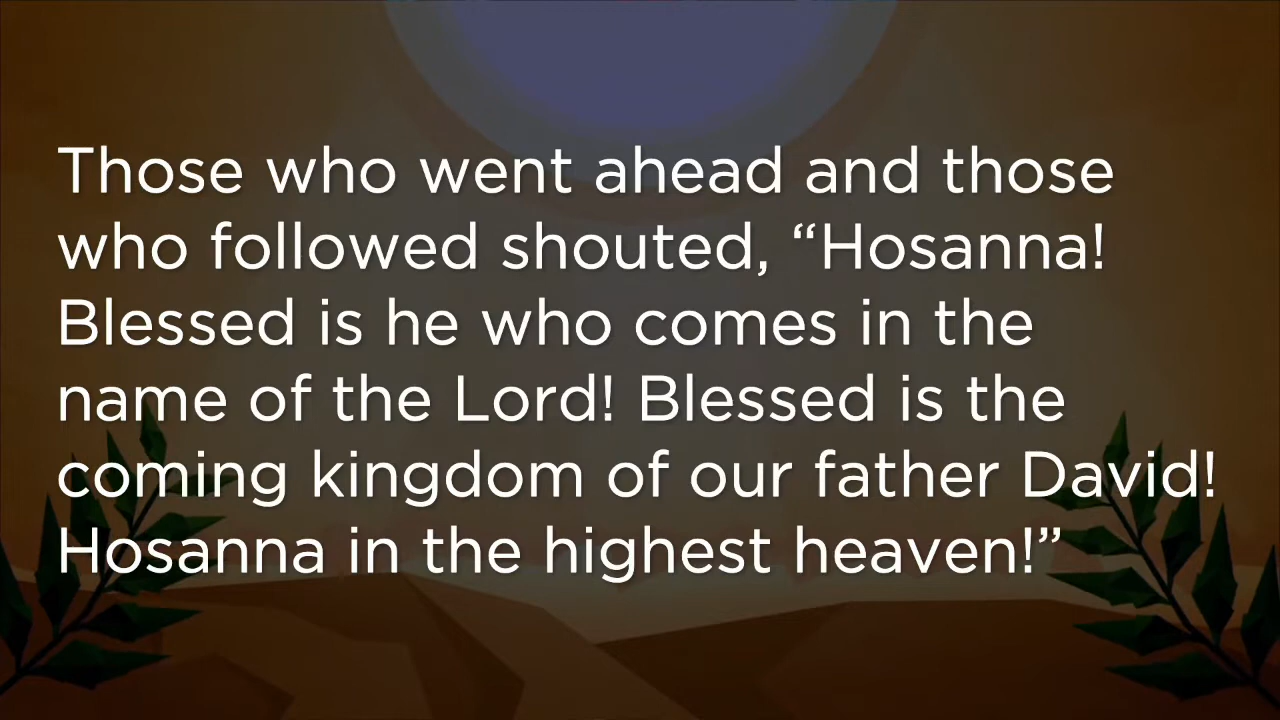 Those who went ahead and those
who followed shouted, “Hosanna!
Blessed is he who comes in the
name of the Lord! Blessed is the
coming kingdom of our father David!
Hosanna in the highest heaven!”